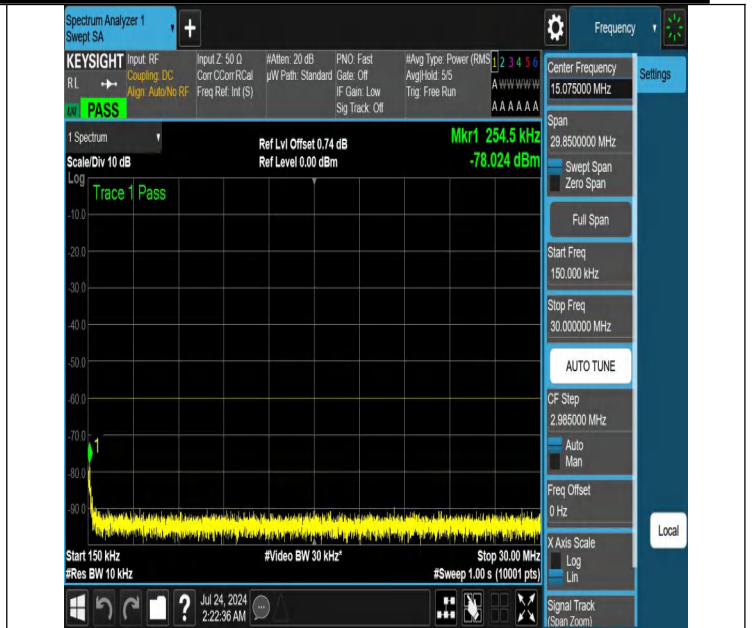 Spectrum Analyzer 1
Swept SA
+
Frequency
KEYSIGHT
RL
PASS
Input: RF
Coupling: DC
Align: Auto/No RF
Input Z: 50 Ω
Corr CCorr RCal
Freq Ref: Int (S)
#Atten: 20 dB
µW Path: Standard
PNO: Fast
Gate: Off
IF Gain: Low
Sig Track: Off
#Avg Type: Power (RMS
Avg|Hold: 5/5
Trig: Free Run
1 2 3 4 5 6
A W W W W W
A A A A A A
1 Spectrum
Scale/Div 10 dB
Ref Lvl Offset 0.74 dB
Ref Level 0.00 dBm
Mkr1 254.5 kHz
-78.024 dBm
Log
Trace 1 Pass
-10.0
-20.0
-30.0
-40.0
-50.0
-60.0
-70.0
1
-80.0
-90.0
Start 150 kHz
#Res BW 10 kHz
#Video BW 30 kHz*
Stop 30.00 MHz
#Sweep 1.00 s (10001 pts)
?
Jul 24, 2024
2:22:36 AM
Center Frequency
15.075000 MHz
Span
29.8500000 MHz
Swept Span
Zero Span
Full Span
Start Freq
150.000 kHz
Stop Freq
30.000000 MHz
AUTO TUNE
CF Step
2.985000 MHz
Auto
Man
Freq Offset
0 Hz
X Axis Scale
Log
Lin
Signal Track
(Span Zoom)
Settings
Local